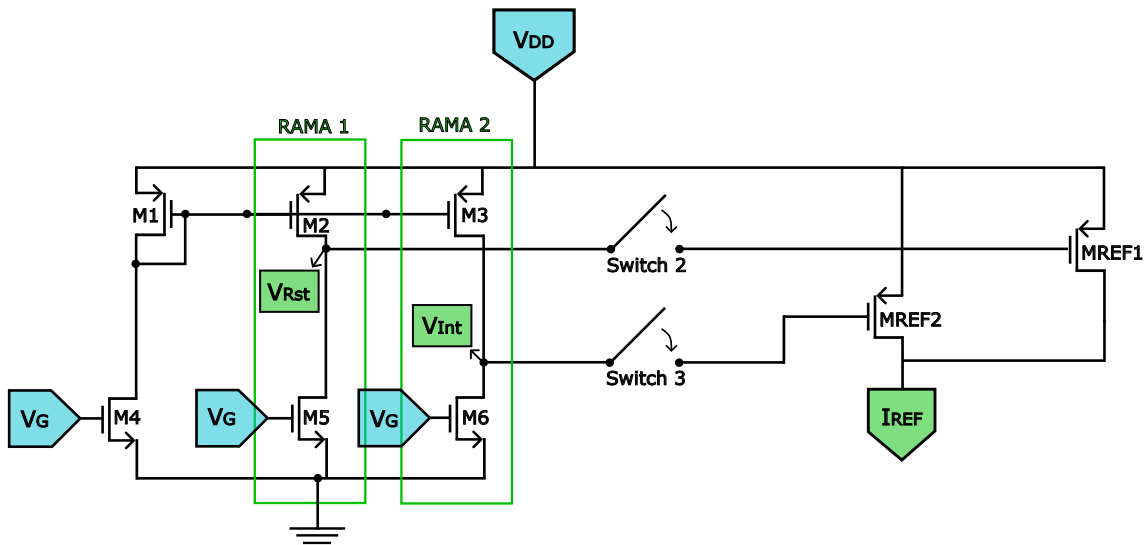 VDD
RAMA 1
RAMA 2
M1
M2
M3
MREF1
Switch 2
VRst
VInt
MREF2
Switch 3
VG
M4
VG
M5
VG
M6
IREF